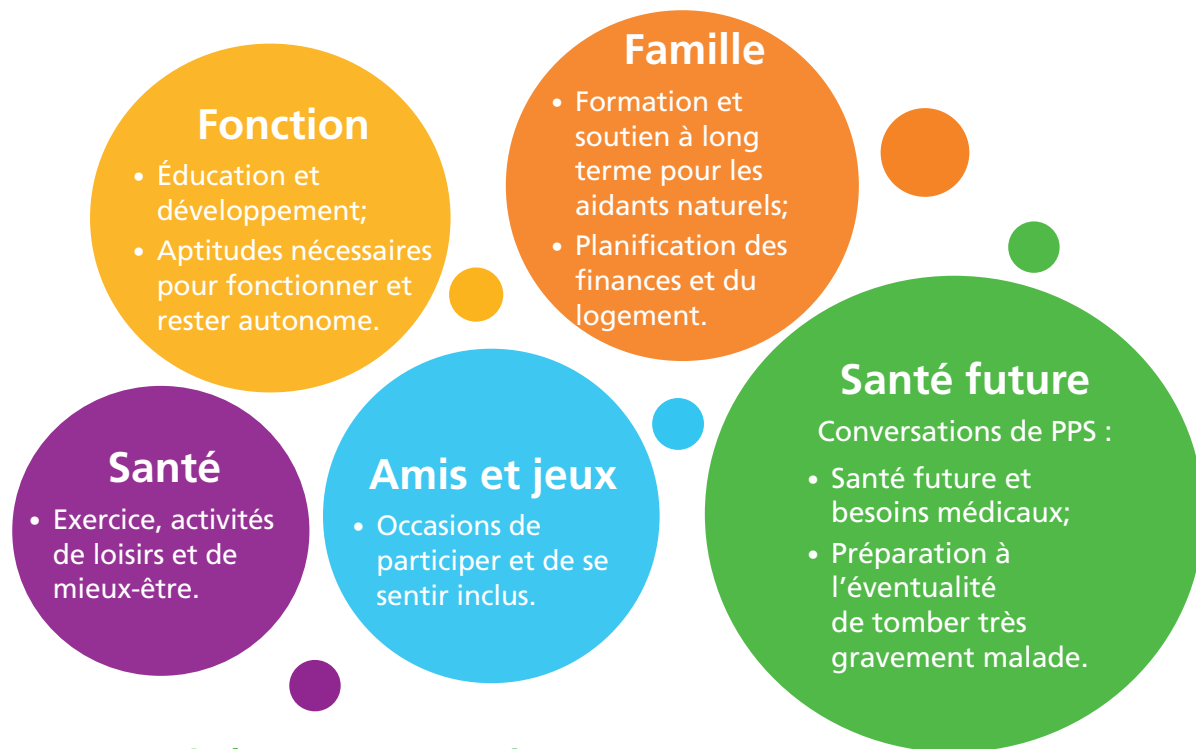 Fonction
• Éducation et
développement;
• Aptitudes nécessaires
pour fonctionner et
rester autonome.
Famille
• Formation et
soutien à long
terme pour les
aidants naturels;
• Planification des
finances et du
logement.
Santé
• Exercice, activités
de loisirs et de
mieux-être.
Amis et jeux
• Occasions de
participer et de se
sentir inclus.
Santé future
Conversations de PPS :
• Santé future et
besoins médicaux;
• Préparation à
l’éventualité
de tomber très
gravement malade.